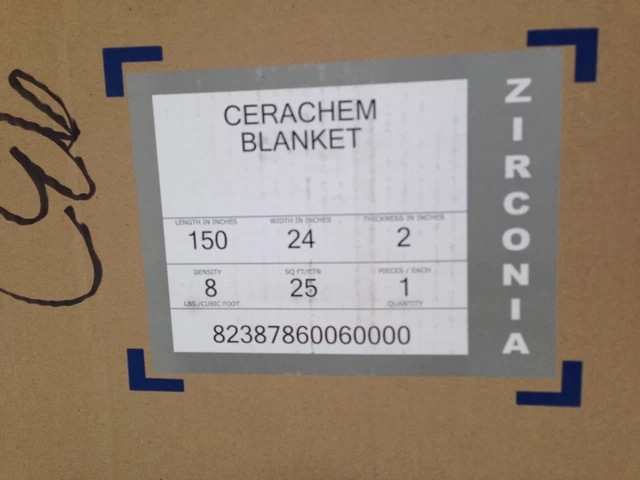 CERACHEM
BLANKET
LENGTH IN INCHES WIDTH IN INCHES THICKNESS IN INCHES
150 24 2
DENSITY SQ FT/CTN PIECES / EACH
8 25 1
LBS./CUBIC FOOT QUANTITY
82387860060000
ZIRCONIA